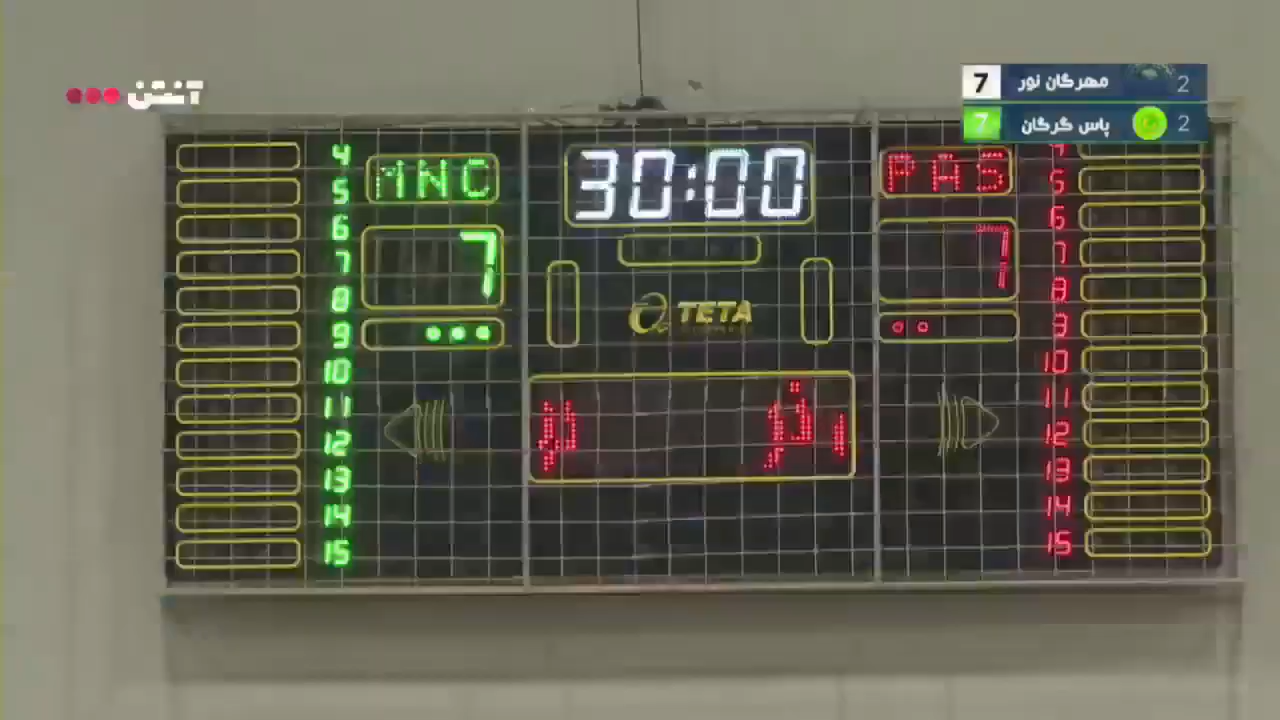 آنتن
7 مهرگان نور 2
7 پاس گرگان 2
MNC 30:00 PAS
7 7
TETA
4 4
5 5
6 6
7 7
8 8
9 9
10 10
11 11
12 12
13 13
14 14
15 15